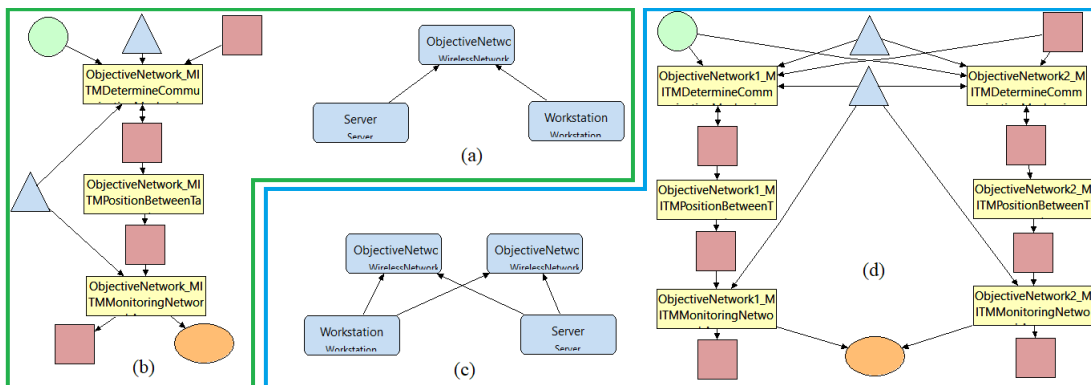 ObjectiveNetwork_MI
TMDetermineCommu
ObjectiveNetwork_MI
TMPositionBetweenTa
ObjectiveNetwork_MI
TMMonitoringNetwor
(b)
ObjectiveNetwc
WirelessNetwork
Server
Server
Workstation
Workstation
(a)
ObjectiveNetwc
WirelessNetwork
ObjectiveNetwc
WirelessNetwork
Workstation
Workstation
Server
Server
(c)
ObjectiveNetwork1_M
ITMDetermineComm
ObjectiveNetwork2_M
ITMDetermineComm
ObjectiveNetwork1_M
ITMPositionBetweenT
ObjectiveNetwork2_M
ITMPositionBetweenT
(d)
ObjectiveNetwork1_M
ITMMonitoringNetwo
ObjectiveNetwork2_M
ITMMonitoringNetwo